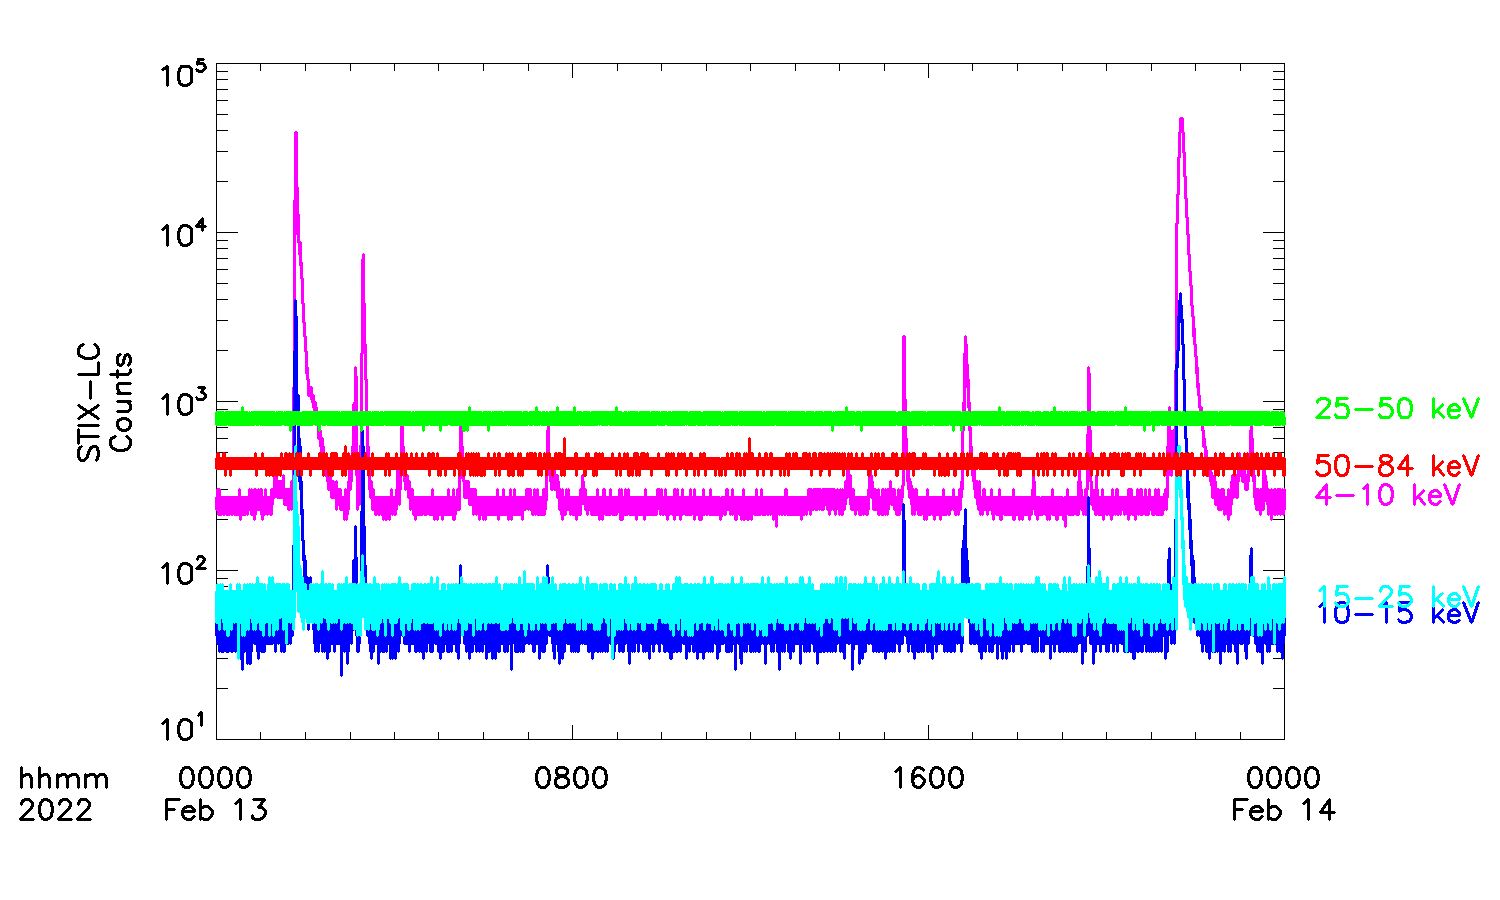 10^5
10^4
10^3
10^2
10^1
STIX-LC
Counts
25-50 keV
50-84 keV
4-10 keV
15-25 keV
10-15 keV
hhmm 0000 0800 1600 0000
2022 Feb 13 Feb 14